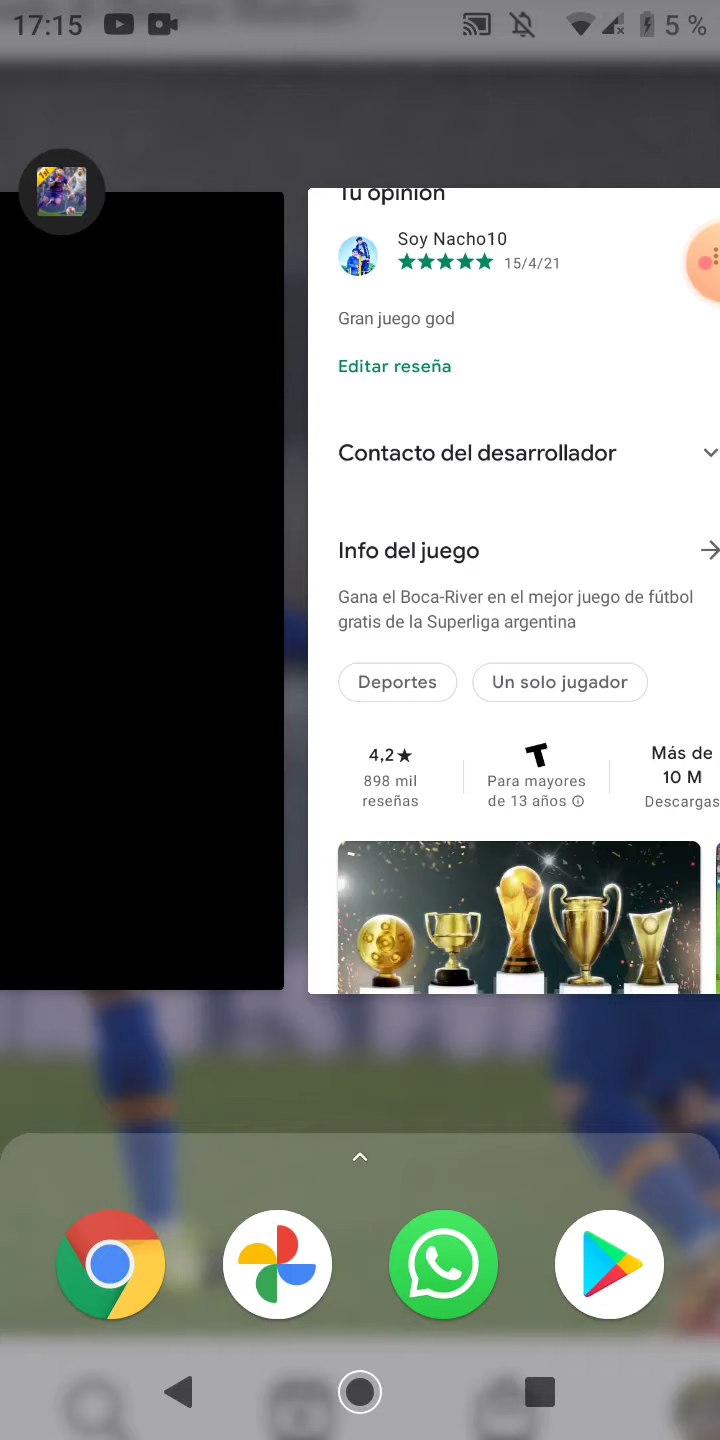 17:15
5 %
1st
Tu opinión
Soy Nacho10
15/4/21
Gran juego god
Editar reseña
Contacto del desarrollador
Info del juego
Gana el Boca-River en el mejor juego de fútbol
gratis de la Superliga argentina
Deportes
Un solo jugador
4,2★
898 mil
reseñas
Para mayores
de 13 años
Más de
10 M
Descargas